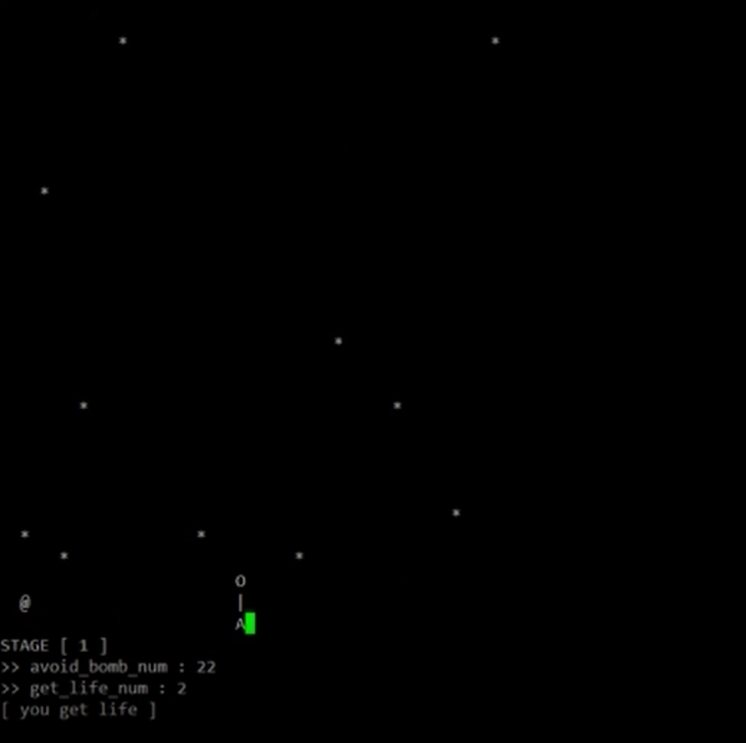 * *
*
*
* *
*
* *
* *
O
@ |
A
STAGE [ 1 ]
>> avoid_bomb_num : 22
>> get_life_num : 2
[ you get life ]